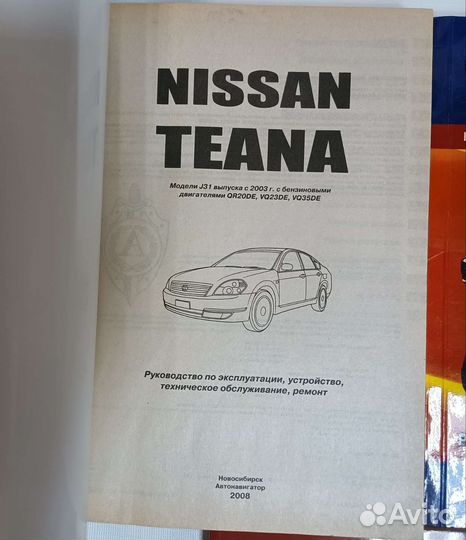 NISSAN
TEANA
Модели J31 выпуска с 2003 г. с бензиновыми
двигателями QR20DE, VQ23DE, VQ35DE
Руководство по эксплуатации, устройство,
техническое обслуживание, ремонт
Новосибирск
Автонавигатор
2008
Avito